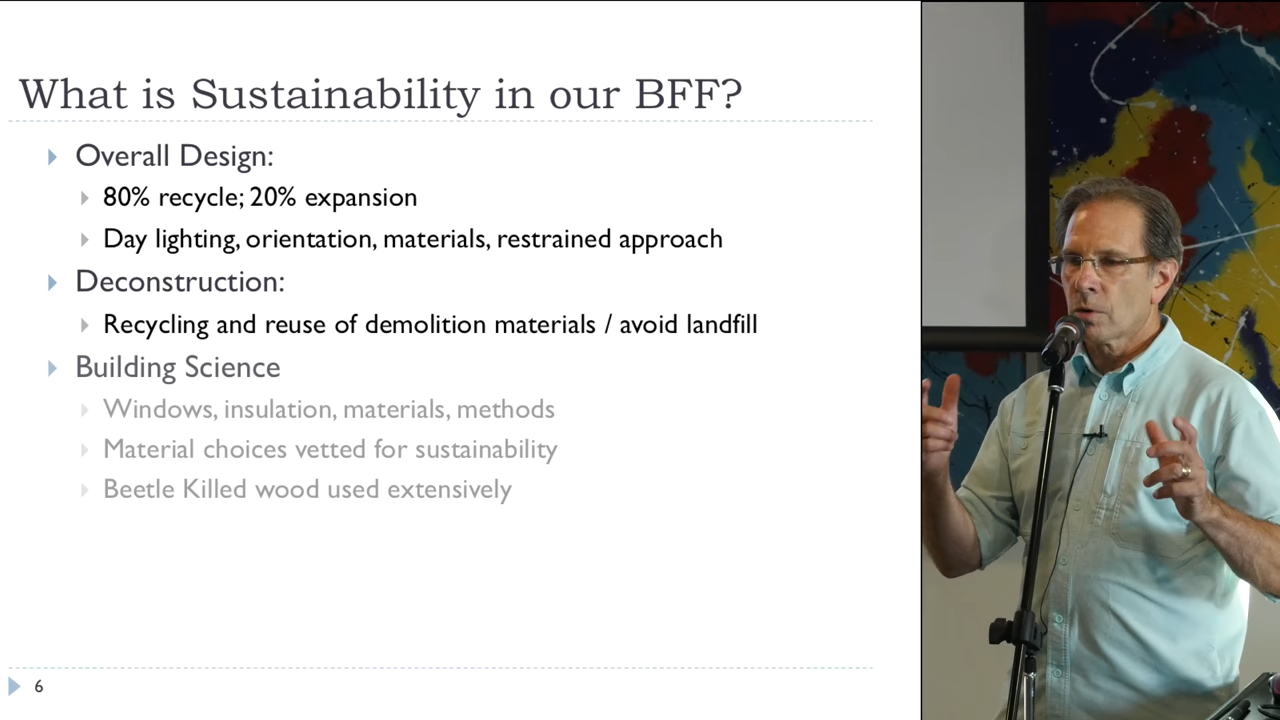 What is Sustainability in our BFF?
Overall Design:
80% recycle; 20% expansion
Day lighting, orientation, materials, restrained approach
Deconstruction:
Recycling and reuse of demolition materials / avoid landfill
Building Science
Windows, insulation, materials, methods
Material choices vetted for sustainability
Beetle Killed wood used extensively
6